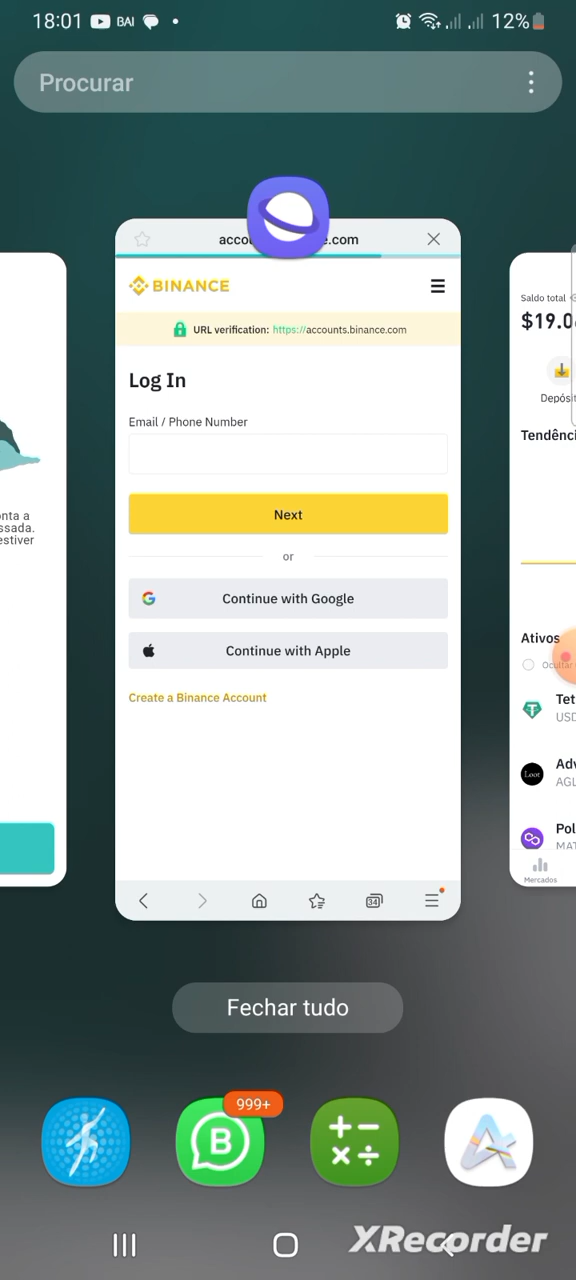 18:01 BAI 12%
Procurar
BINANCE
URL verification: https://accounts.binance.com
Log In
Email / Phone Number
Next
or
Continue with Google
Continue with Apple
Create a Binance Account
34
Saldo total
$19.0
Depós
Tendênc
Ativos
Ocultar
Tet
USD
Loot
Adv
AGL
Pol
MAT
Mercados
nta a
ssada.
estiver
Fechar tudo
999+
B
XRecorder